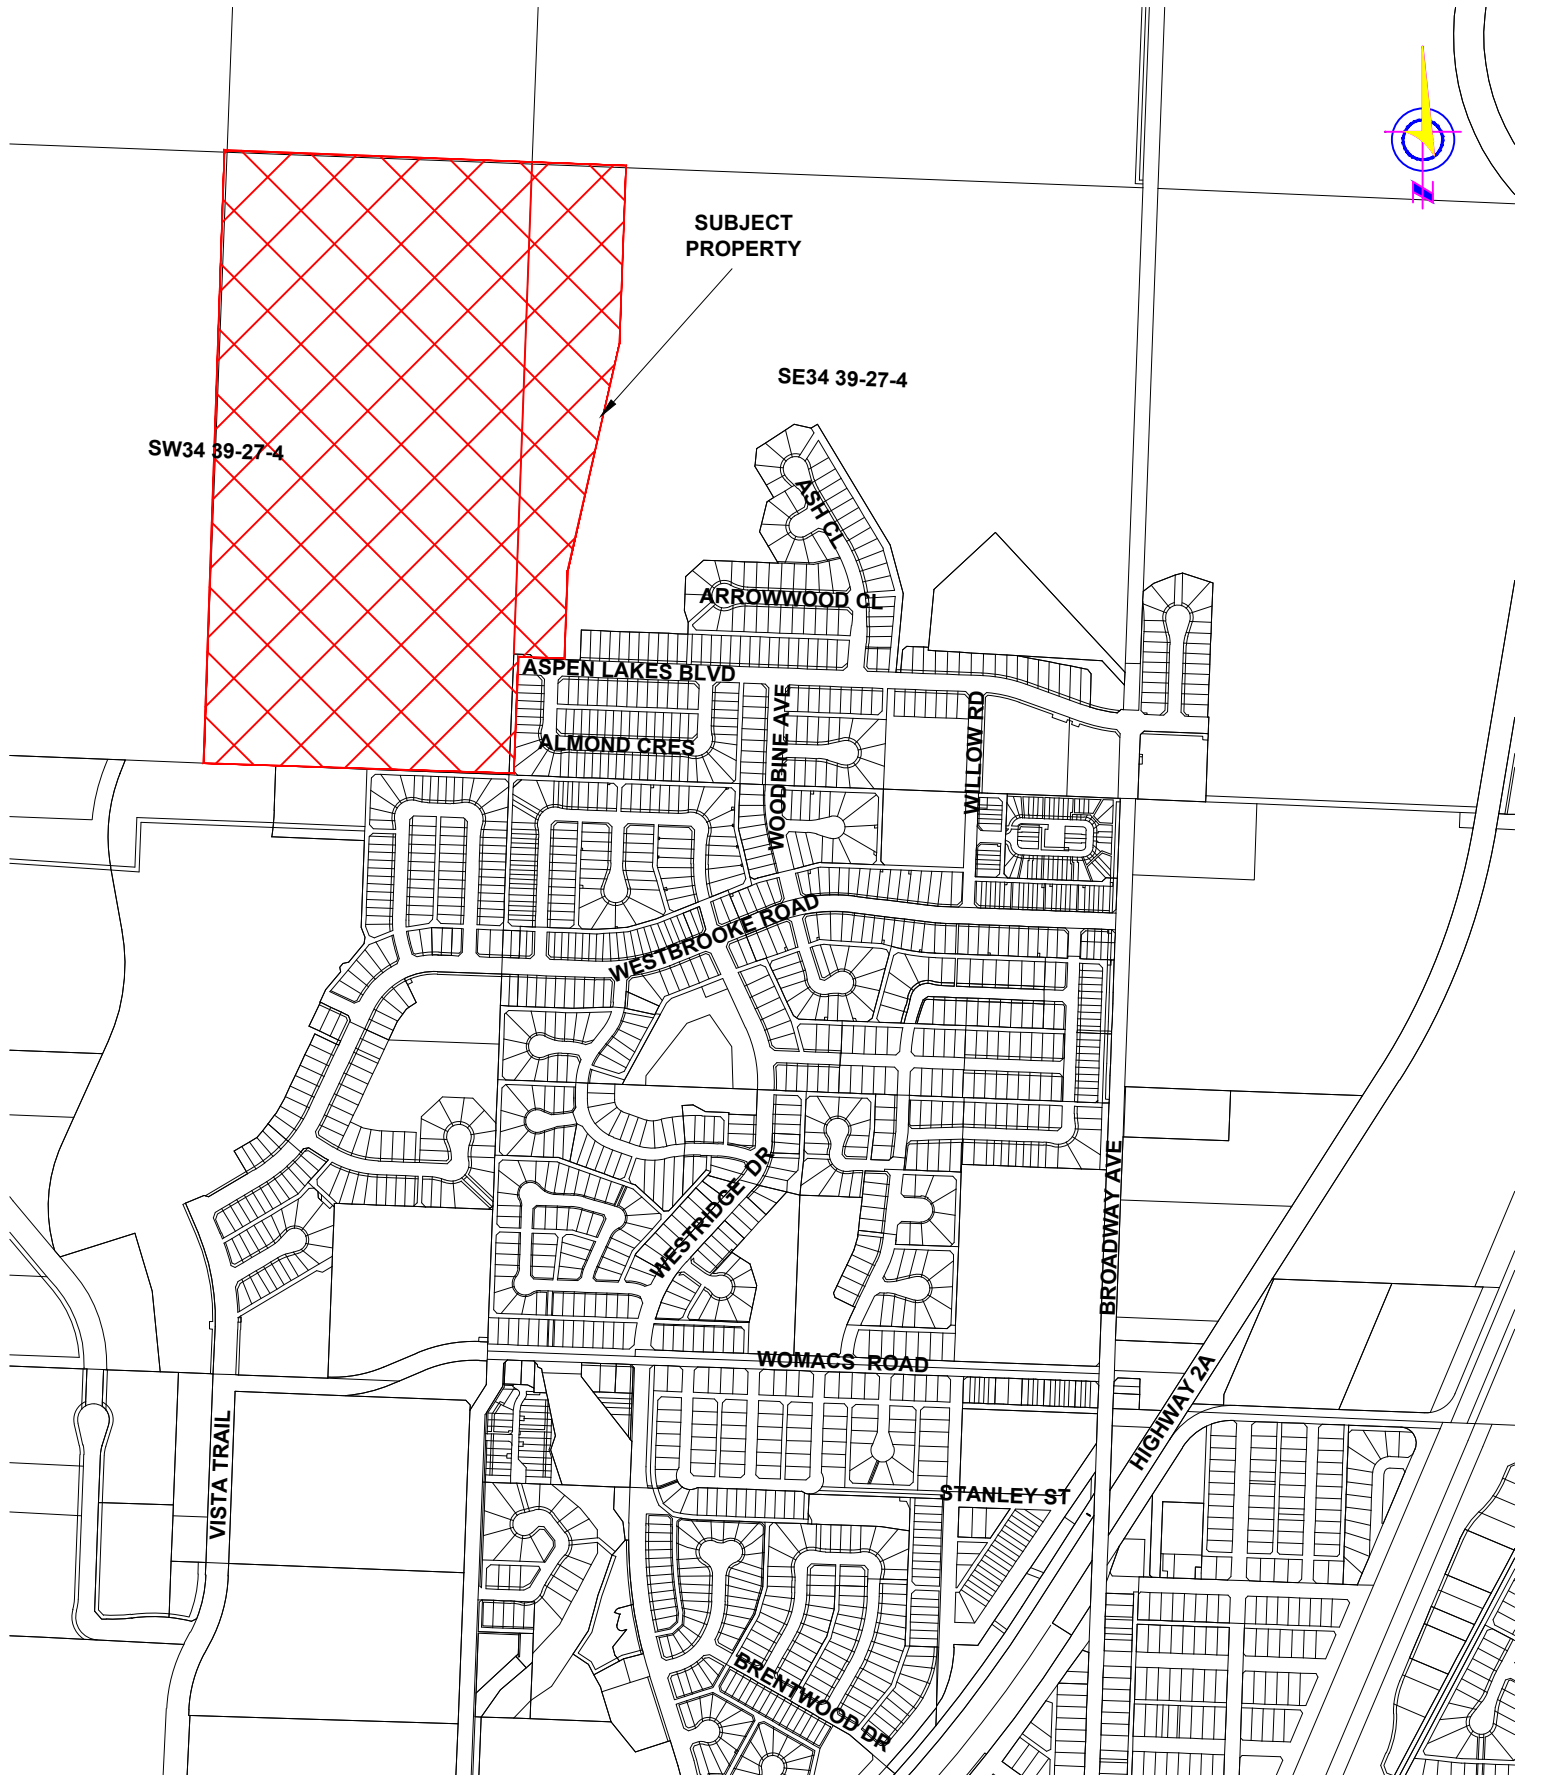 N
SUBJECT
PROPERTY
SE34 39-27-4
SW34 39-27-4
ASH CL
ARROWWOOD CL
ASPEN LAKES BLVD
WOODBINE AVE
WILLOW RD
ALMOND CRES
WESTBROOKE ROAD
WESTRIDGE DR
BROADWAY AVE
WOMACS ROAD
HIGHWAY 2A
VISTA TRAIL
STANLEY ST
BRENTWOOD DR